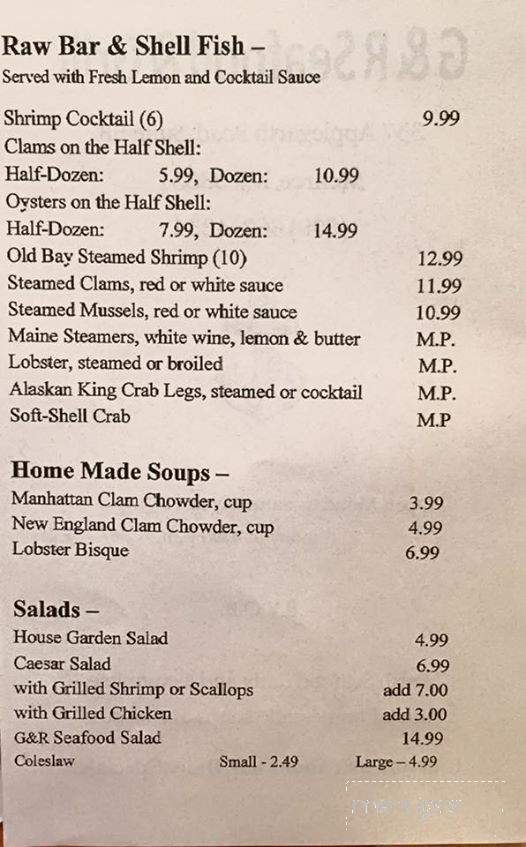 Raw Bar & Shell Fish –
Served with Fresh Lemon and Cocktail Sauce
Shrimp Cocktail (6) 9.99
Clams on the Half Shell:
Half-Dozen: 5.99, Dozen: 10.99
Oysters on the Half Shell:
Half-Dozen: 7.99, Dozen: 14.99
Old Bay Steamed Shrimp (10) 12.99
Steamed Clams, red or white sauce 11.99
Steamed Mussels, red or white sauce 10.99
Maine Steamers, white wine, lemon & butter M.P.
Lobster, steamed or broiled M.P.
Alaskan King Crab Legs, steamed or cocktail M.P.
Soft-Shell Crab M.P
Home Made Soups –
Manhattan Clam Chowder, cup 3.99
New England Clam Chowder, cup 4.99
Lobster Bisque 6.99
Salads –
House Garden Salad 4.99
Caesar Salad 6.99
with Grilled Shrimp or Scallops add 7.00
with Grilled Chicken add 3.00
G&R Seafood Salad 14.99
Coleslaw Small - 2.49 Large – 4.99